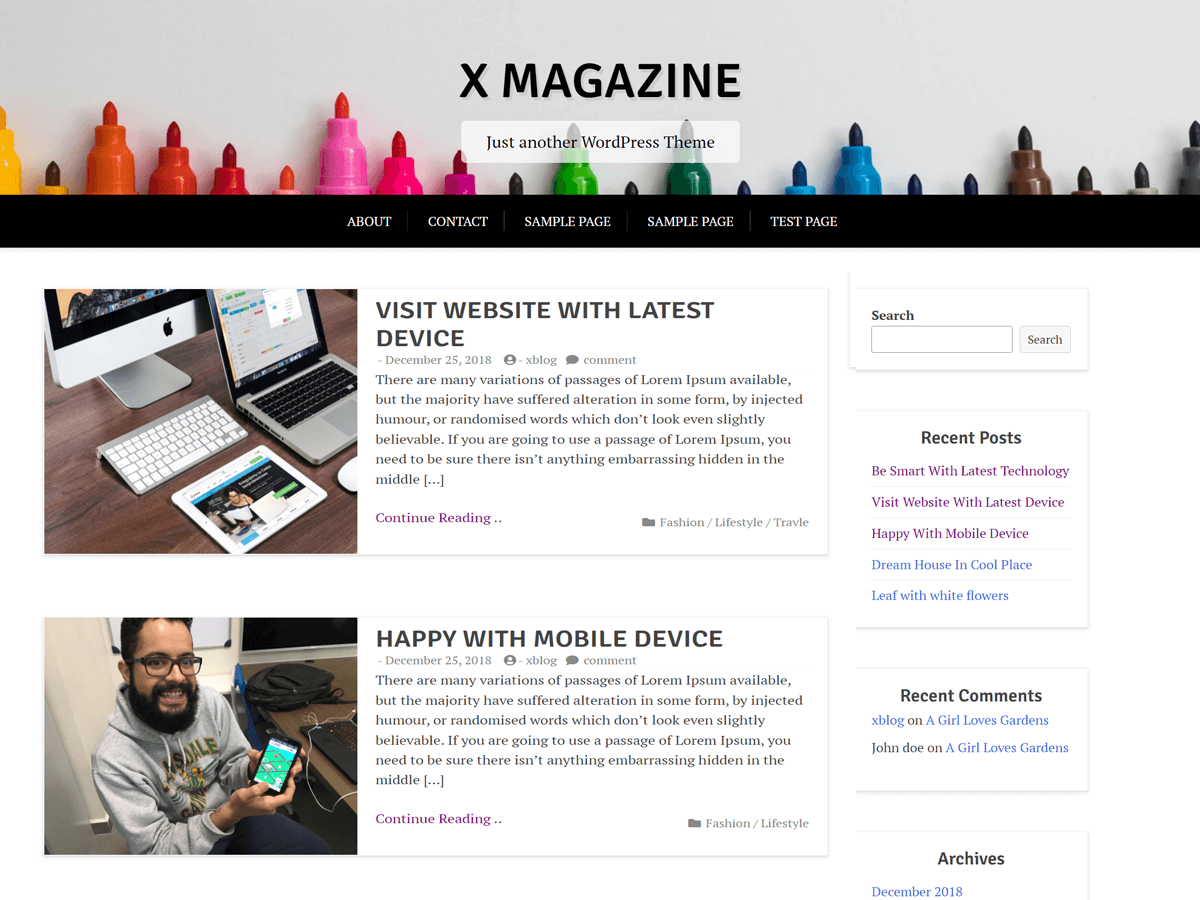 X MAGAZINE
Just another WordPress Theme
ABOUT
CONTACT
SAMPLE PAGE
SAMPLE PAGE
TEST PAGE
VISIT WEBSITE WITH LATEST
DEVICE
- December 25, 2018 - xblog comment
There are many variations of passages of Lorem Ipsum available,
but the majority have suffered alteration in some form, by injected
humour, or randomised words which don’t look even slightly
believable. If you are going to use a passage of Lorem Ipsum, you
need to be sure there isn’t anything embarrassing hidden in the
middle […]
Continue Reading ..
Fashion / Lifestyle / Travle
HAPPY WITH MOBILE DEVICE
- December 25, 2018 - xblog comment
There are many variations of passages of Lorem Ipsum available,
but the majority have suffered alteration in some form, by injected
humour, or randomised words which don’t look even slightly
believable. If you are going to use a passage of Lorem Ipsum, you
need to be sure there isn’t anything embarrassing hidden in the
middle […]
Continue Reading ..
Fashion / Lifestyle
Search
Search
Recent Posts
Be Smart With Latest Technology
Visit Website With Latest Device
Happy With Mobile Device
Dream House In Cool Place
Leaf with white flowers
Recent Comments
xblog on A Girl Loves Gardens
John doe on A Girl Loves Gardens
Archives
December 2018